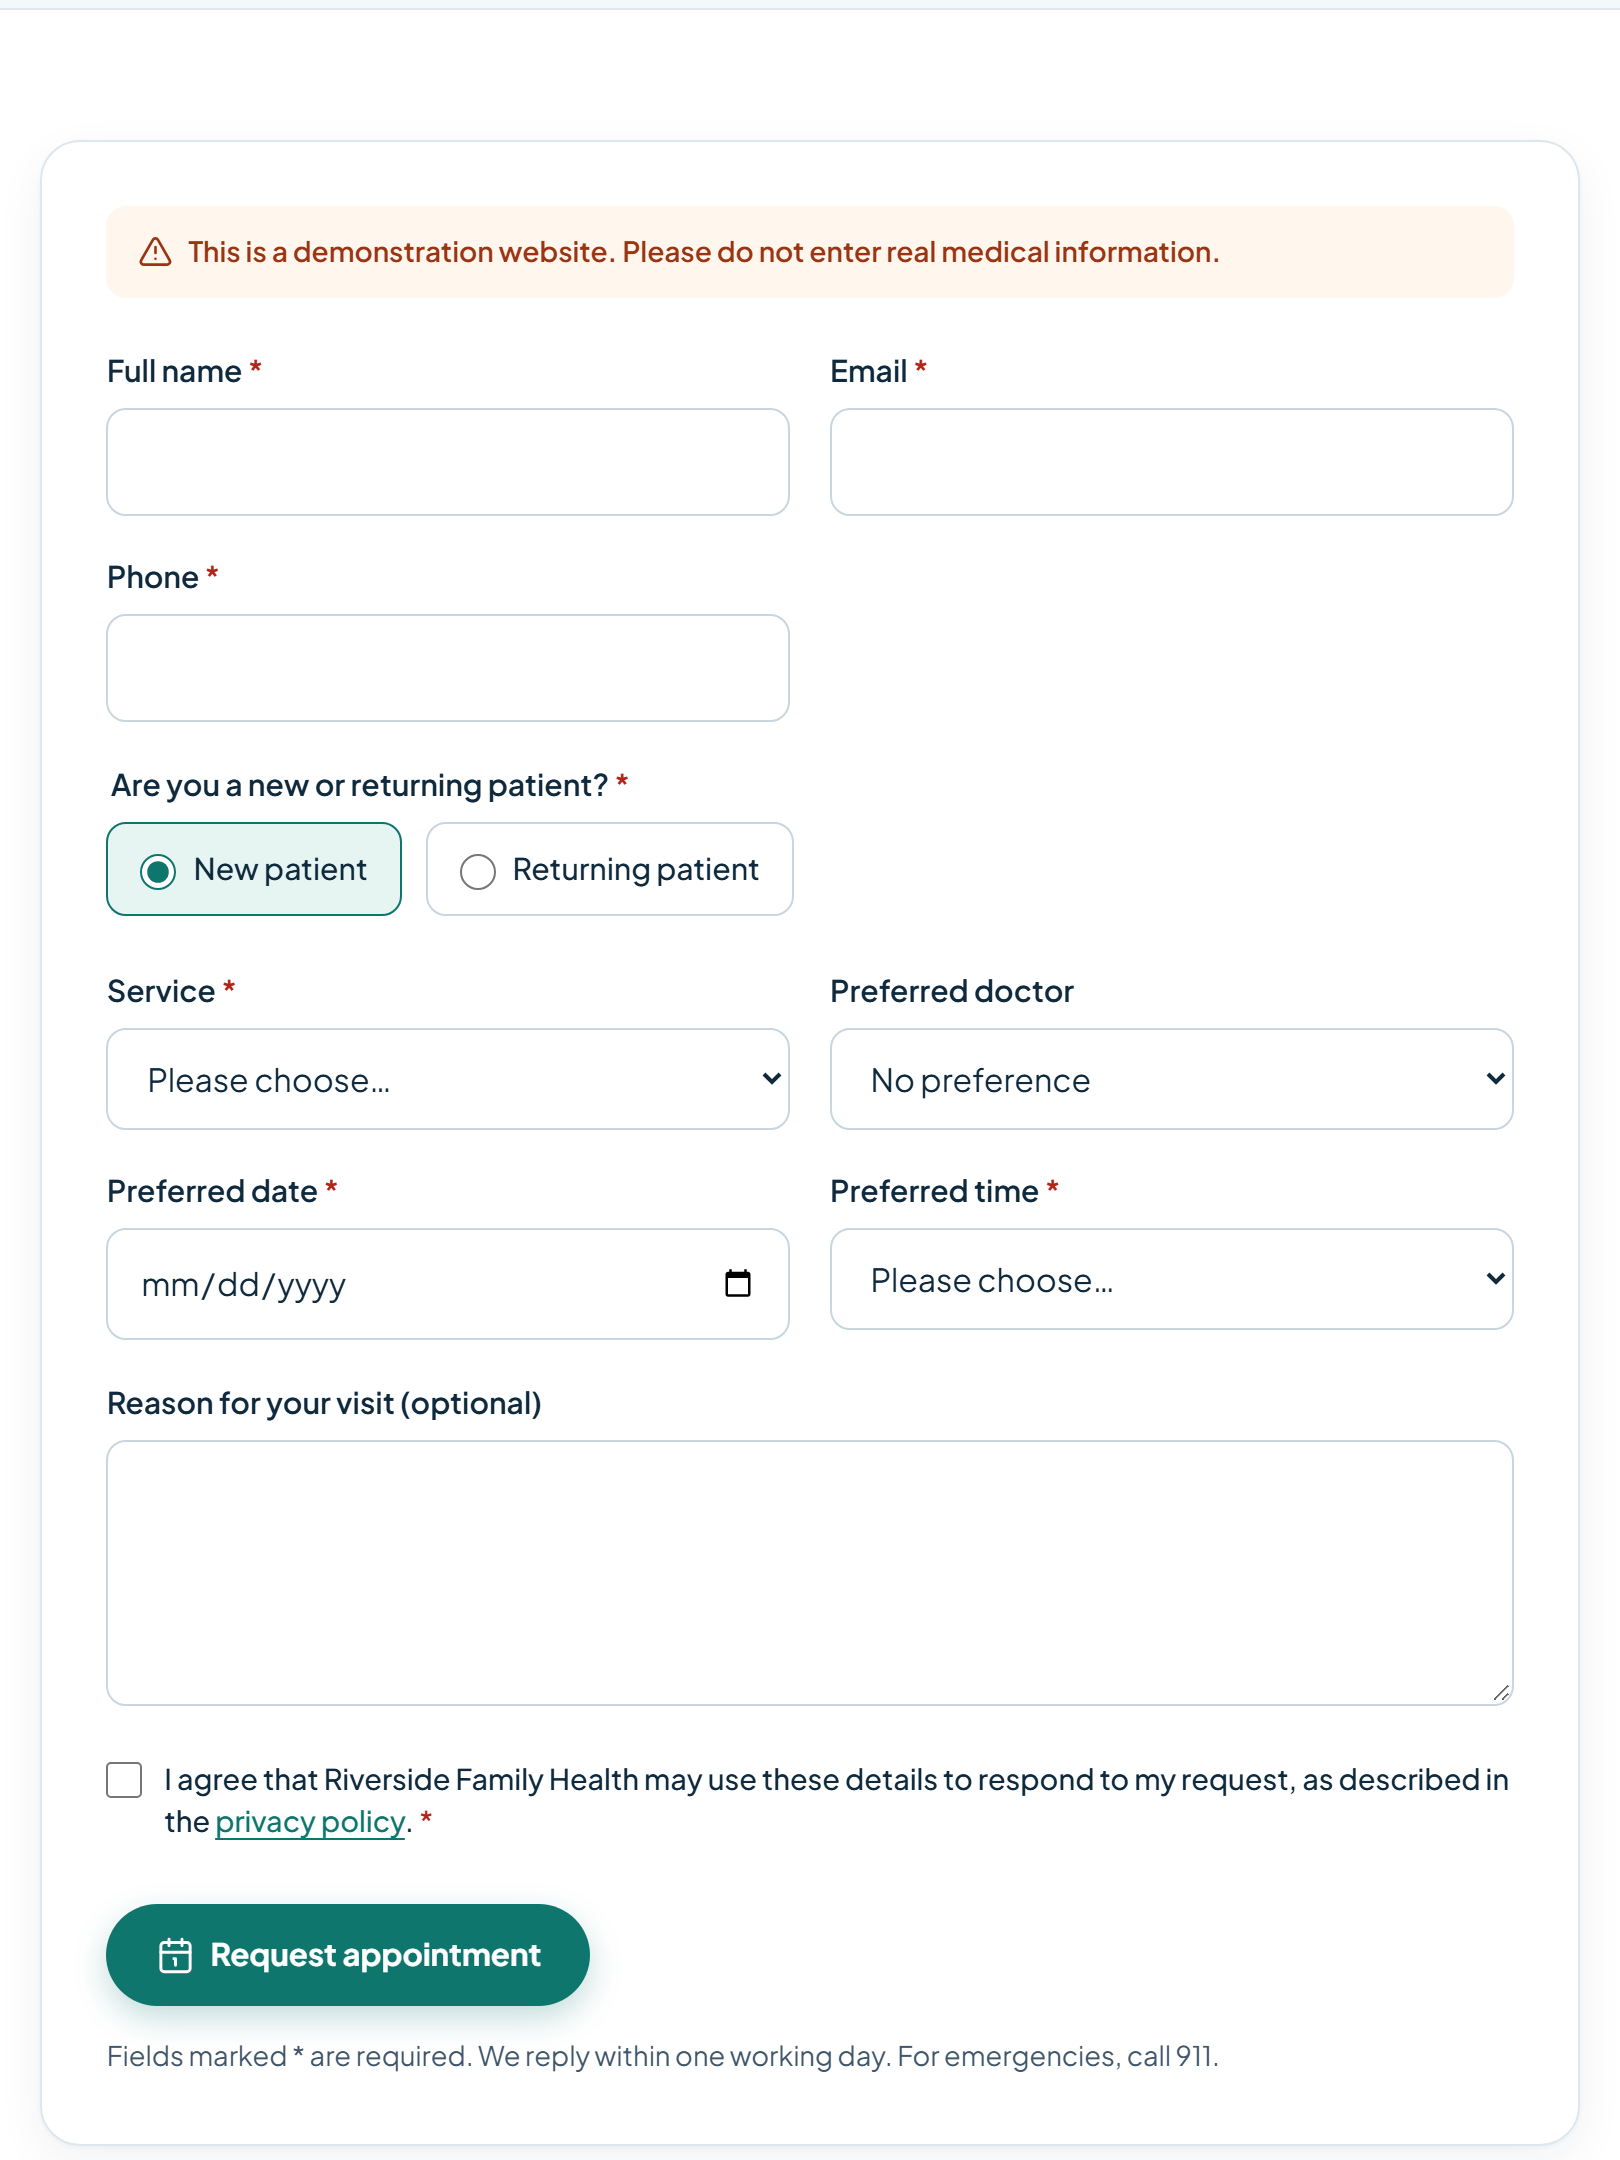 This is a demonstration website. Please do not enter real medical information.
Full name *
Email *
Phone *
Are you a new or returning patient? *
New patient
Returning patient
Service *
Preferred doctor
Please choose...
No preference
Preferred date *
Preferred time *
mm/dd/yyyy
Please choose...
Reason for your visit (optional)
I agree that Riverside Family Health may use these details to respond to my request, as described in
the privacy policy. *
Request appointment
Fields marked * are required. We reply within one working day. For emergencies, call 911.